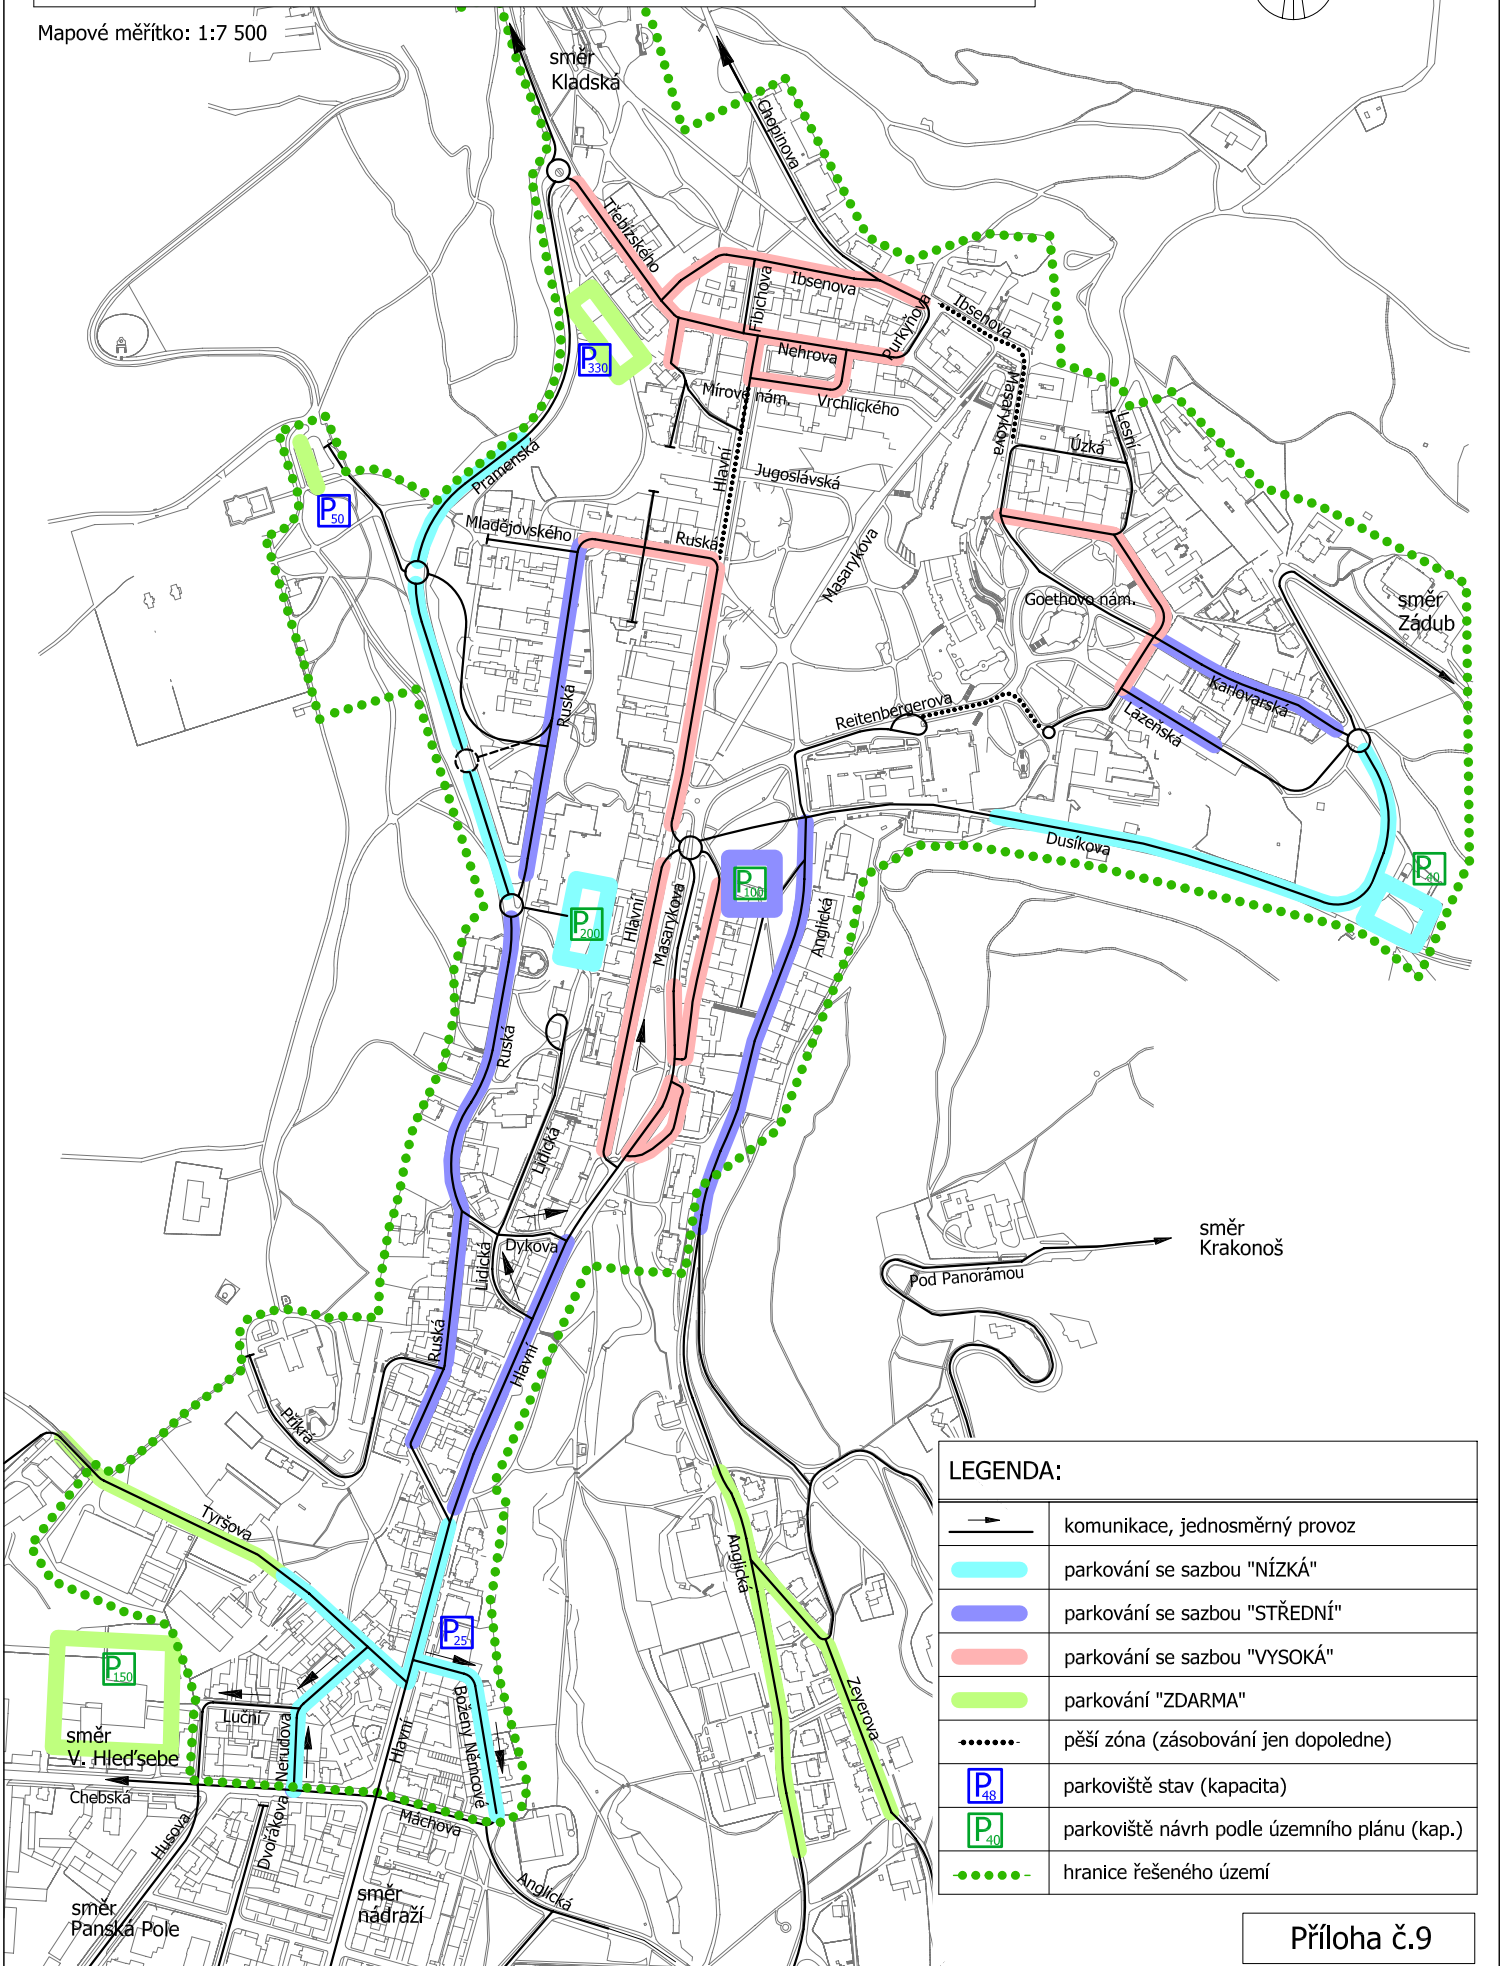 Mapové měřítko: 1:7 500
směr
Kladská
Chopinova
Třebízského
Ibsenova
Fibichova
Ibsenova
Purkyňova
Nehrova
P330
Mírové nám.
Vrchlického
Masarykova
Lesní
Úzká
Pramenská
Hlavní
Jugoslávská
P50
Mladějovského
Ruská
Masarykova
Goethovo nám.
směr
Zádub
Ruská
Reitenbergerova
Karlovarská
Lázeňská
Dusíkova
P40
P100
P200
Hlavní
Masarykova
Anglická
Ruská
Lidická
směr
Krakonoš
Dykova
Lidická
Pod Panorámou
Ruská
Hlavní
Příkrá
LEGENDA:
komunikace, jednosměrný provoz
parkování se sazbou "NÍZKÁ"
parkování se sazbou "STŘEDNÍ"
parkování se sazbou "VYSOKÁ"
parkování "ZDARMA"
pěší zóna (zásobování jen dopoledne)
P48
parkoviště stav (kapacita)
P40
parkoviště návrh podle územního plánu (kap.)
hranice řešeného území
Tyršova
Anglická
P25
P150
Zeyerova
Luční
Nerudova
Hlavní
Boženy Němcové
směr
V. Hleďsebe
Chebská
Husova
Dvořákova
Máchova
Anglická
směr
Panská Pole
směr
nádraží
Příloha č.9